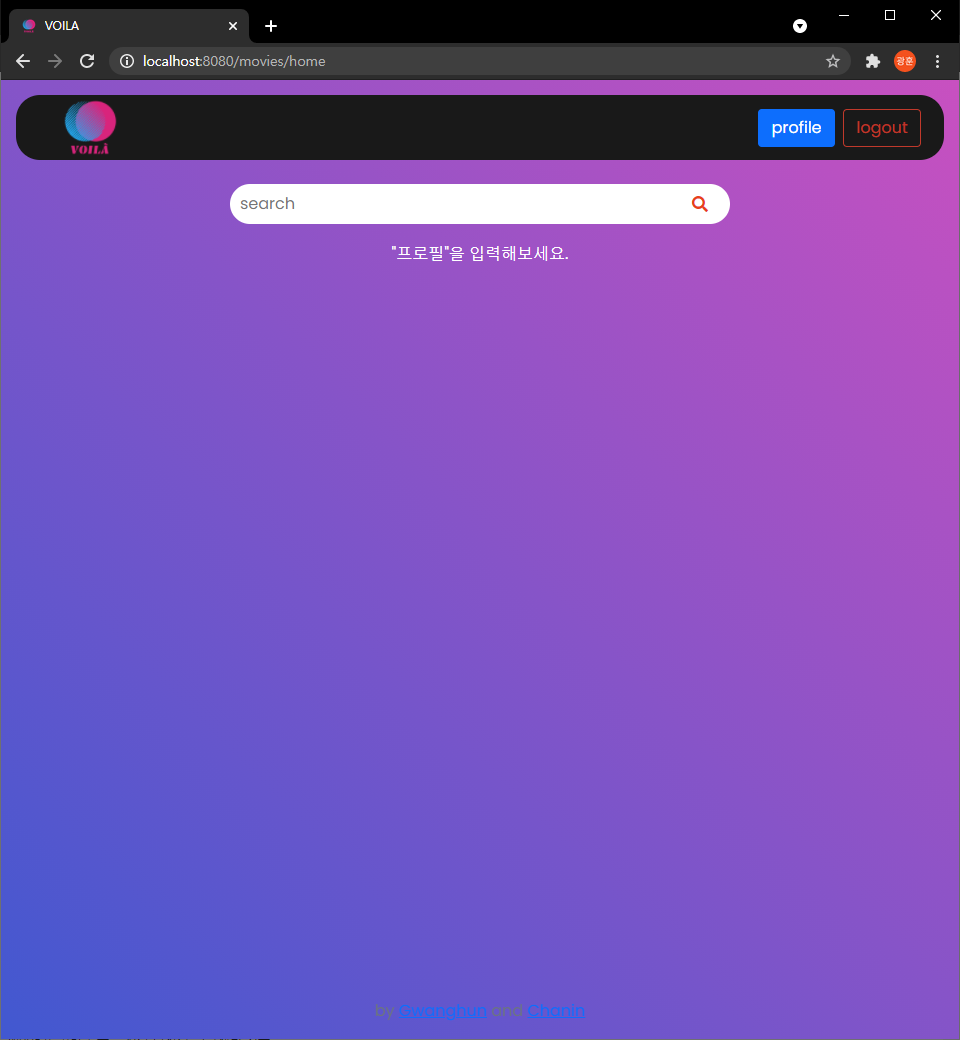 VOILA
localhost:8080/movies/home
광훈
VOILÀ
profile
logout
search
"프로필"을 입력해보세요.
by Gwanghun and Chanin